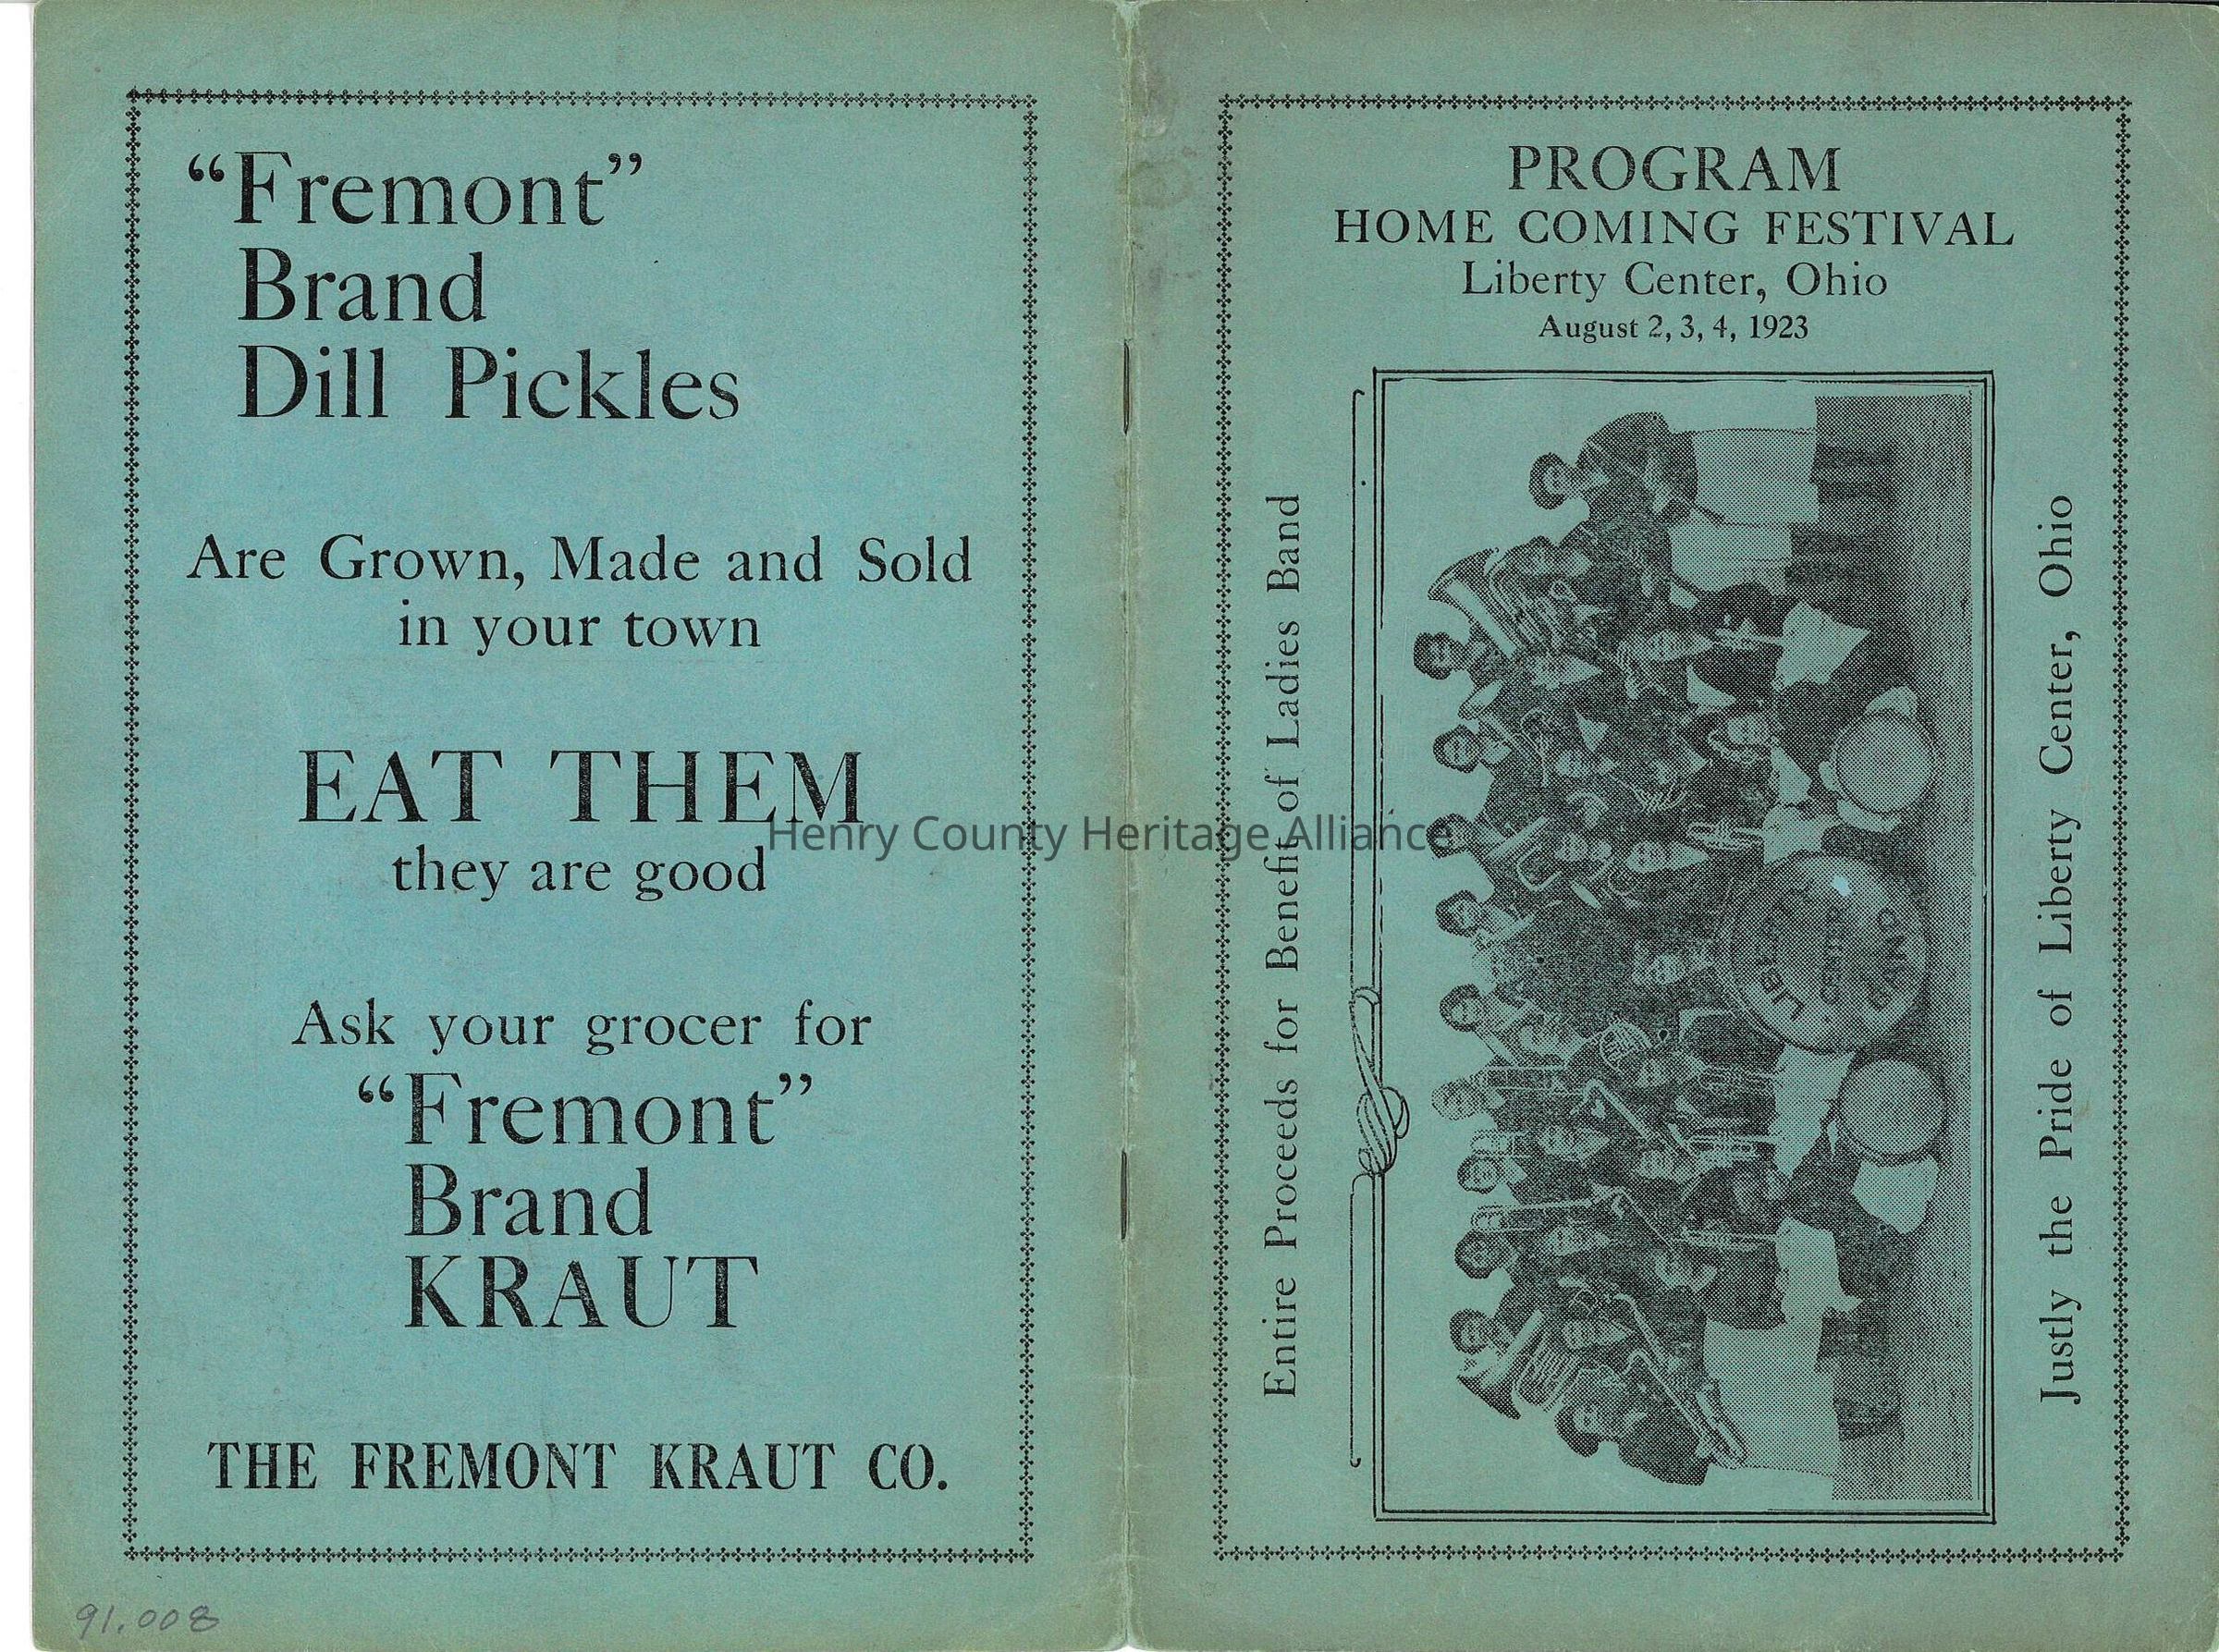 “Fremont”
Brand
Dill Pickles
Are Grown, Made and Sold
in your town
EAT THEM
they are good
Ask your grocer for
“Fremont”
Brand
KRAUT
THE FREMONT KRAUT CO.
91.008
Henry County Heritage Alliance
PROGRAM
HOME COMING FESTIVAL
Liberty Center, Ohio
August 2, 3, 4, 1923
Entire Proceeds for Benefit of Ladies Band
LIBERTY
CENTER
BAND
Justly the Pride of Liberty Center, Ohio